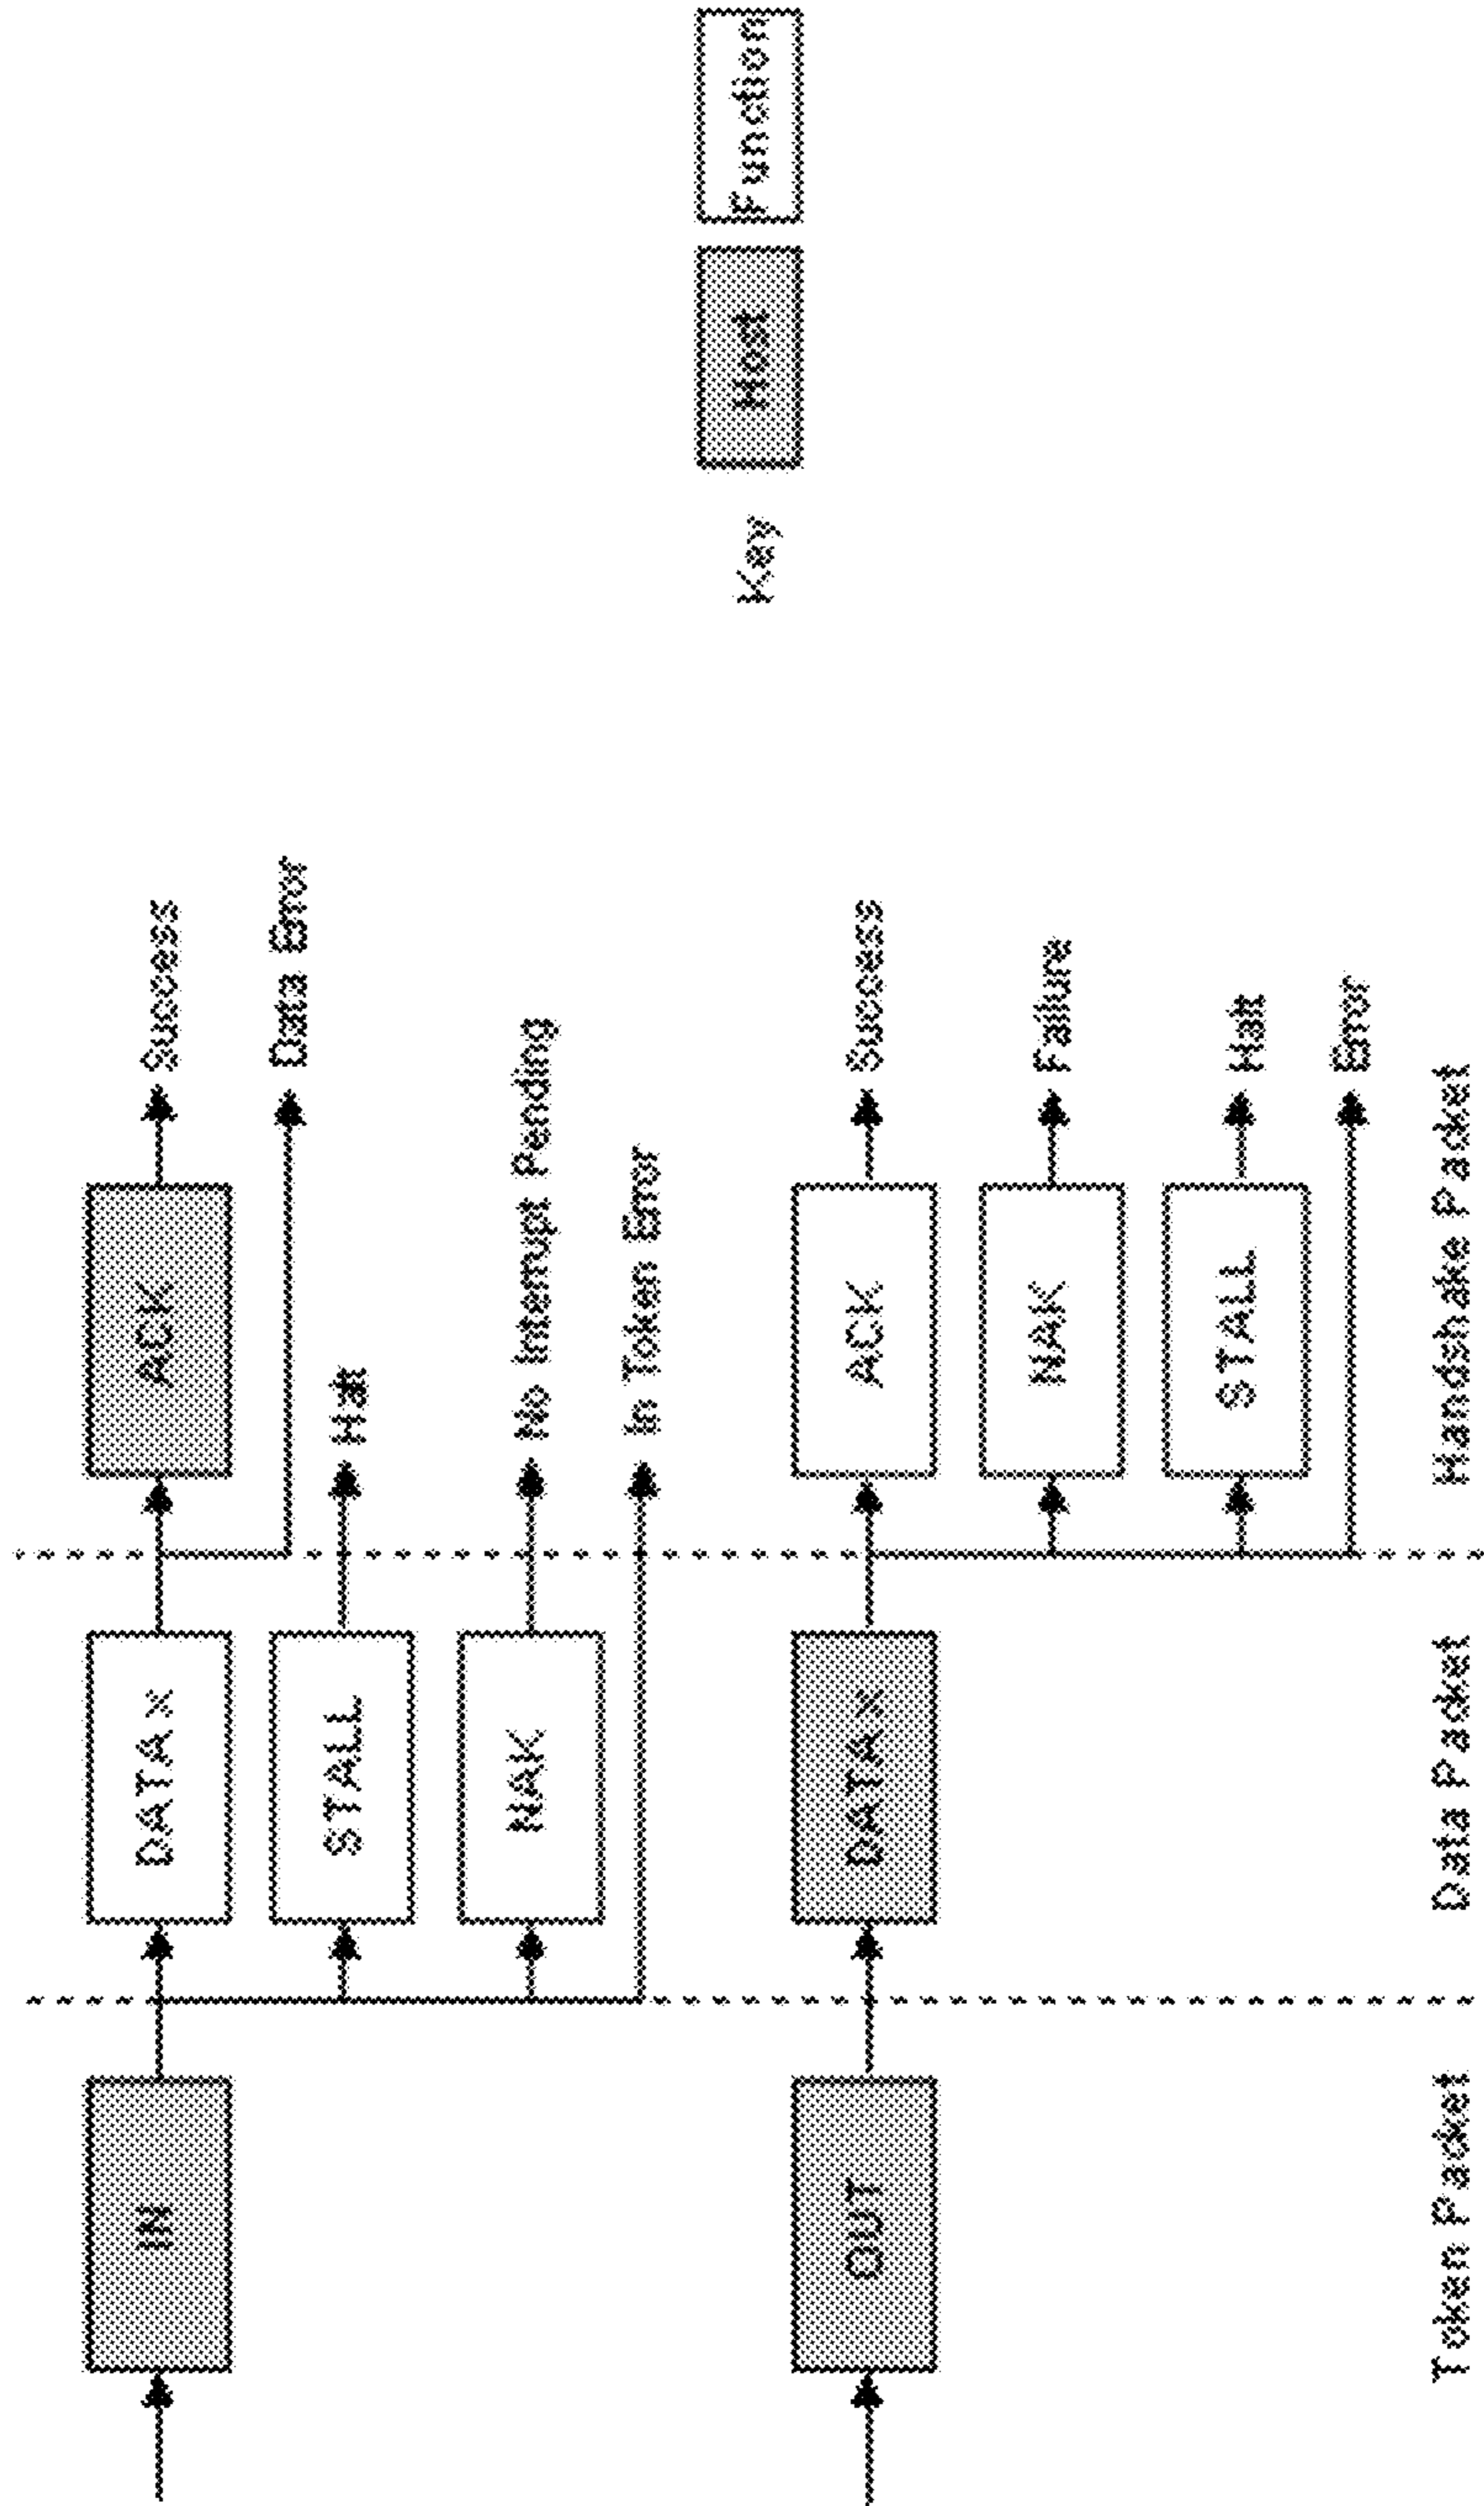 IN
DATA x
ACK
Success
Data Error
STALL
Halt
NAK
No Interrupt Pending
In Token Error
Key
Host
Function
OUT
DATA x
ACK
Success
NAK
Failure
STALL
Halt
Error
Token Packet
Data Packet
Handshake Packet